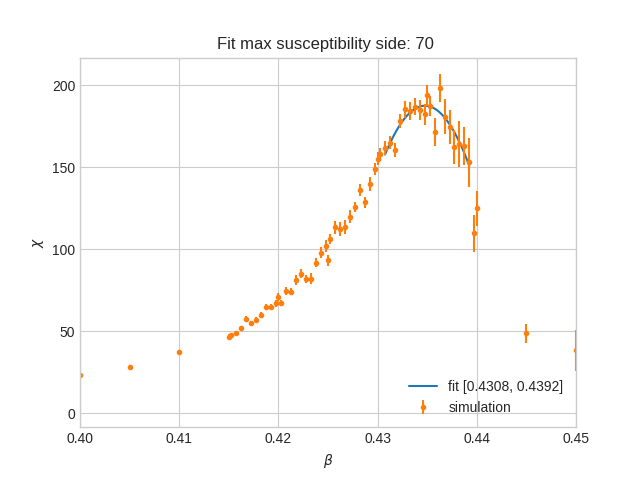 Fit max susceptibility side: 70
χ
200
150
100
50
0
0.40 0.41 0.42 0.43 0.44 0.45
β
fit [0.4308, 0.4392]
simulation